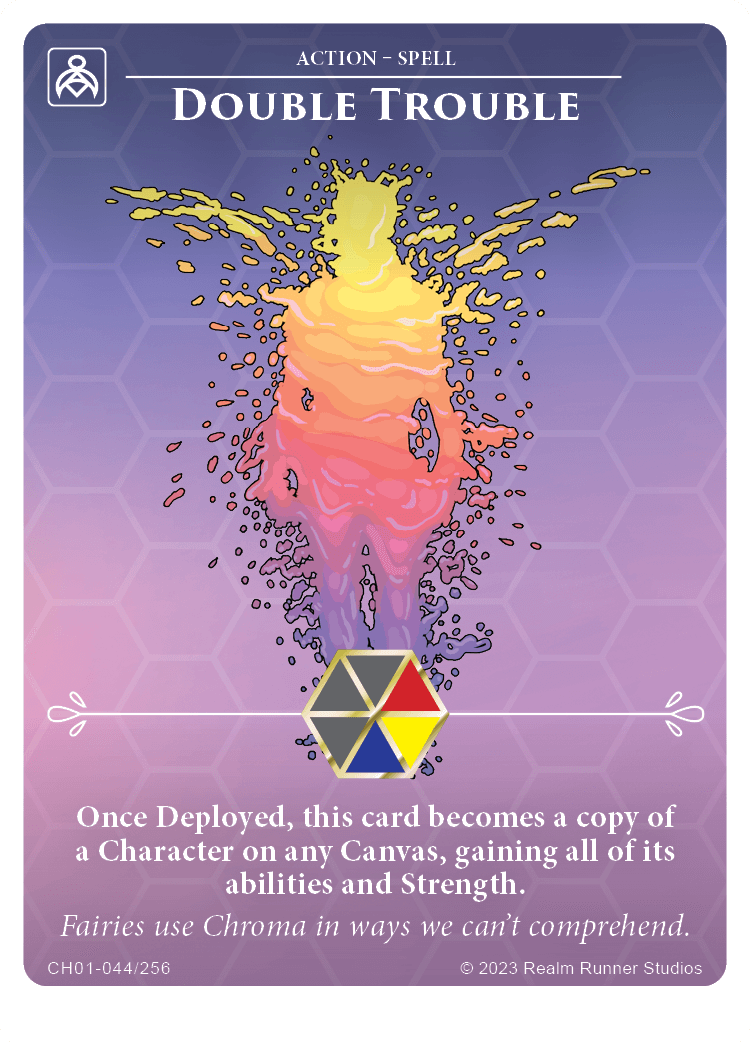 ACTION – SPELL
DOUBLE TROUBLE
Once Deployed, this card becomes a copy of
a Character on any Canvas, gaining all of its
abilities and Strength.
Fairies use Chroma in ways we can't comprehend.
CH01-044/256
© 2023 Realm Runner Studios